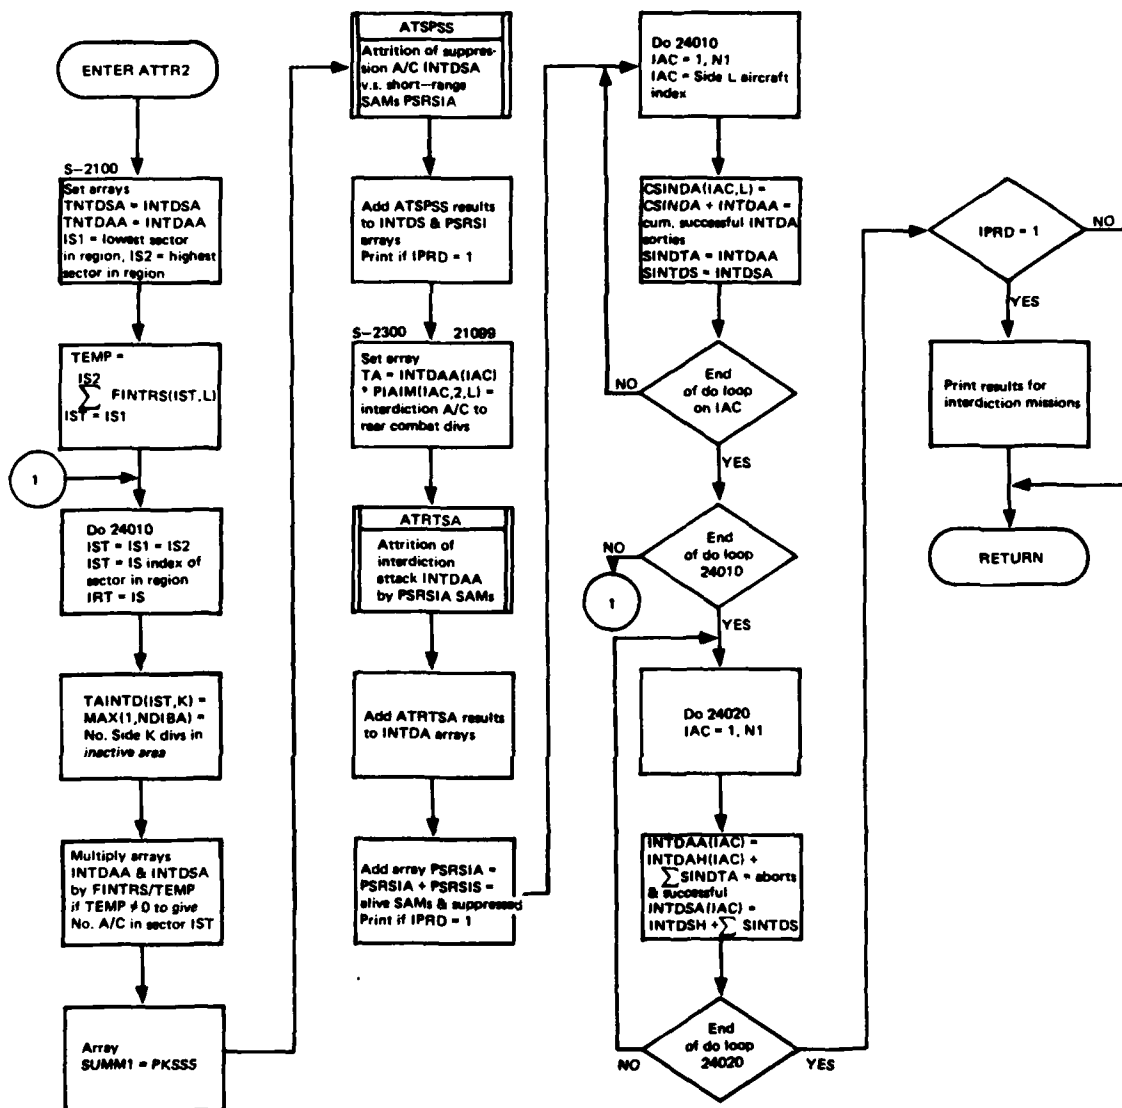 ENTER ATTR2
S-2100
Set arrays
TNTDSA = INTDSA
TNTDAA = INTDAA
IS1 = lowest sector
in region, IS2 = highest
sector in region
TEMP =
IS2
∑ FINTRS(IST,L)
IST = IS1
1
Do 24010
IST = IS1 = IS2
IST = IS index of
sector in region
IRT = IS
TAINTD(IST,K) =
MAX(1,NDIBA) =
No. Side K divs in
inactive area
Multiply arrays
INTDAA & INTDSA
by FINTRS/TEMP
if TEMP ≠ 0 to give
No. A/C in sector IST
Array
SUMM1 = PKSS5
ATSPSS
Attrition of suppres-
sion A/C INTDSA
v.s. short-range
SAMs PSRSIA
Add ATSPSS results
to INTDS & PSRSI
arrays
Print if IPRD = 1
S-2300 21099
Set array
TA = INTDAA(IAC)
* PIAIM(IAC,2,L) =
interdiction A/C to
rear combat divs
ATRTSA
Attrition of
interdiction
attack INTDAA
by PSRSIA SAMs
Add ATRTSA results
to INTDA arrays
Add array PSRSIA =
PSRSIA + PSRSIS =
alive SAMs & suppressed
Print if IPRD = 1
Do 24010
IAC = 1, N1
IAC = Side L aircraft
index
CSINDA(IAC,L) =
CSINDA + INTDAA =
cum. successful INTDA
sorties
SINDTA = INTDAA
SINTDS = INTDSA
End
of do loop
on IAC
NO
YES
End
of do loop
24010
NO
1
YES
Do 24020
IAC = 1, N1
INTDAA(IAC) =
INTDAH(IAC) +
∑ SINDTA = aborts
& successful
INTDSA(IAC) =
INTDSH + ∑ SINTDS
End
of do loop
24020
NO
YES
IPRD = 1
NO
YES
Print results for
interdiction missions
RETURN